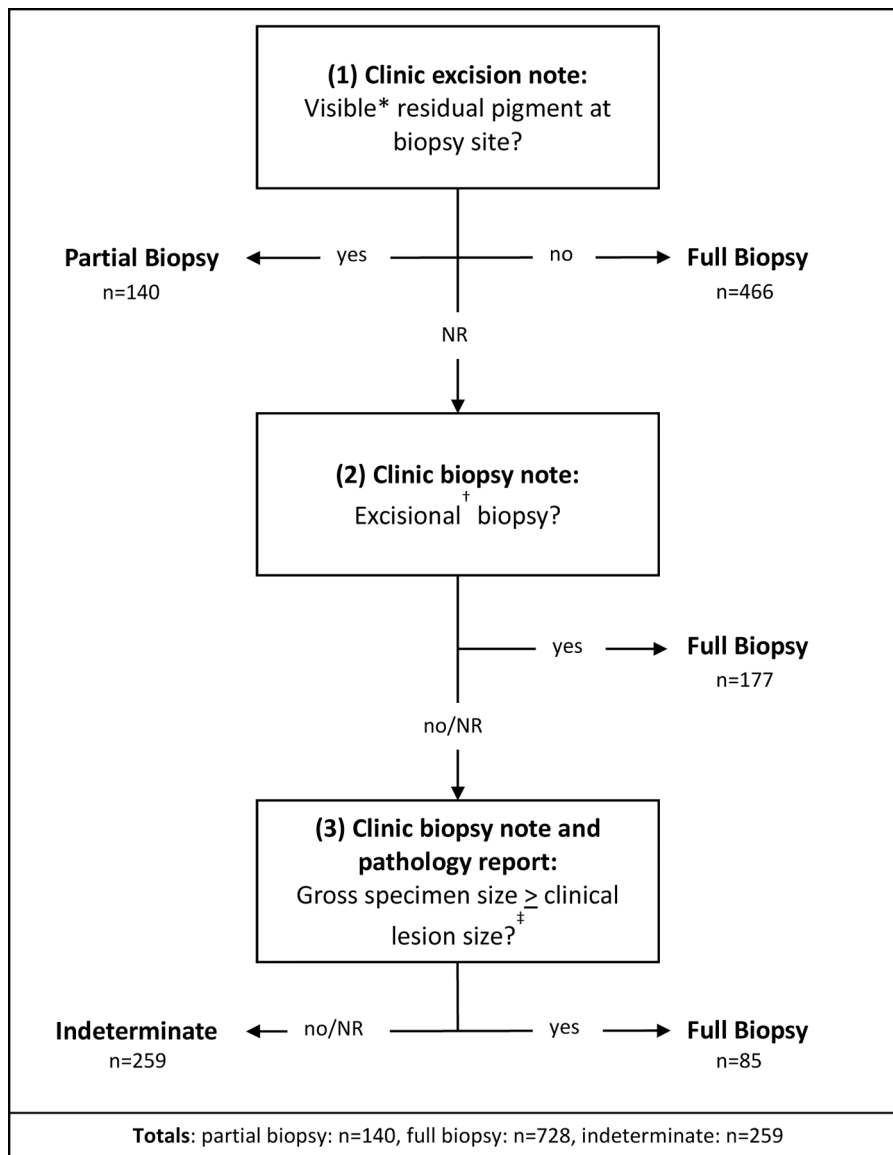 (1) Clinic excision note:
Visible* residual pigment at
biopsy site?
Partial Biopsy
yes
no
Full Biopsy
n=140
n=466
NR
(2) Clinic biopsy note:
Excisional† biopsy?
yes
Full Biopsy
n=177
no/NR
(3) Clinic biopsy note and
pathology report:
Gross specimen size ≥ clinical
lesion size?‡
Indeterminate
no/NR
yes
Full Biopsy
n=259
n=85
Totals: partial biopsy: n=140, full biopsy: n=728, indeterminate: n=259